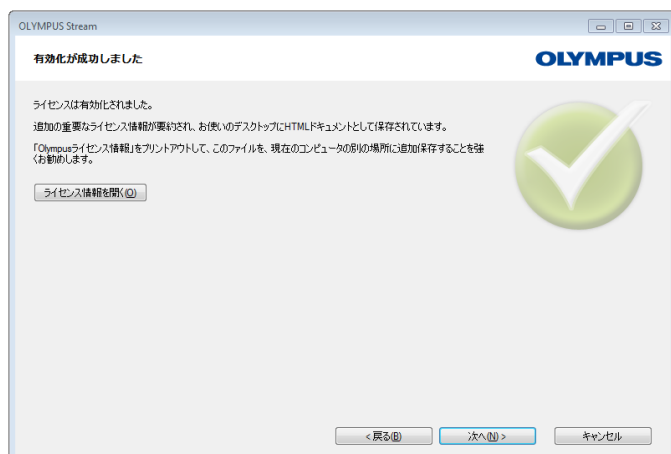 OLYMPUS Stream
有効化が成功しました
OLYMPUS
ライセンスは有効化されました。
追加の重要なライセンス情報が要約され、お使いのデスクトップにHTMLドキュメントとして保存されています。
「Olympusライセンス情報」をプリントアウトして、このファイルを、現在のコンピュータの別の場所に追加保存することを強
くお勧めします。
ライセンス情報を開く(O)
< 戻る(B)
次へ(N) >
キャンセル